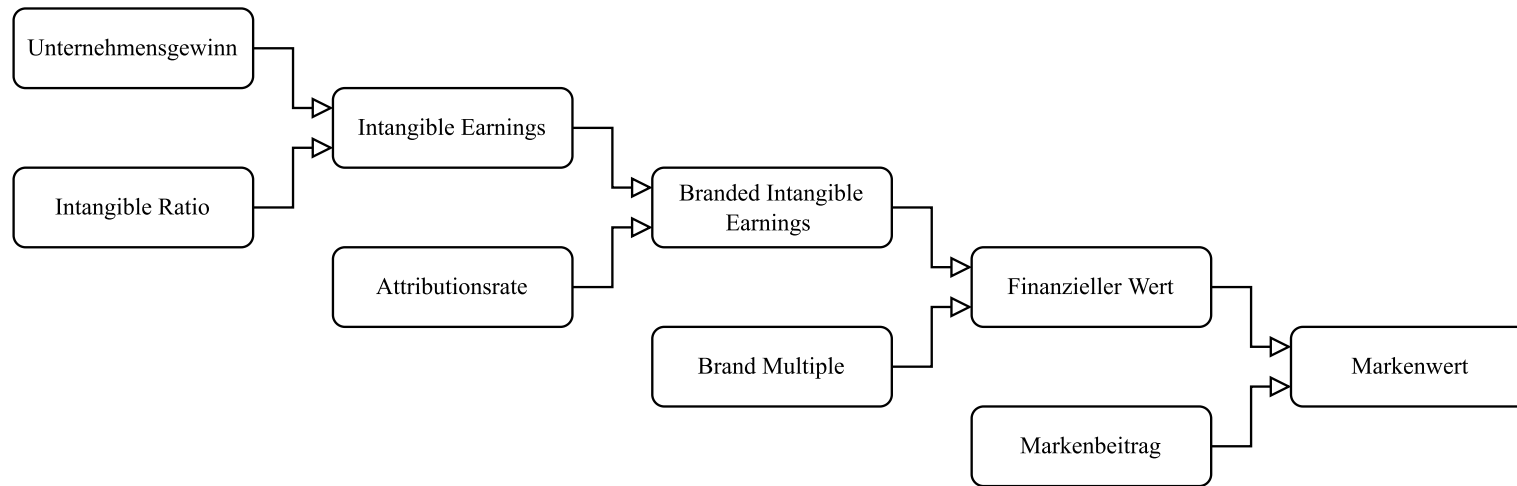 Unternehmensgewinn
Intangible Earnings
Intangible Ratio
Branded Intangible
Earnings
Attributionsrate
Finanzieller Wert
Brand Multiple
Markenwert
Markenbeitrag